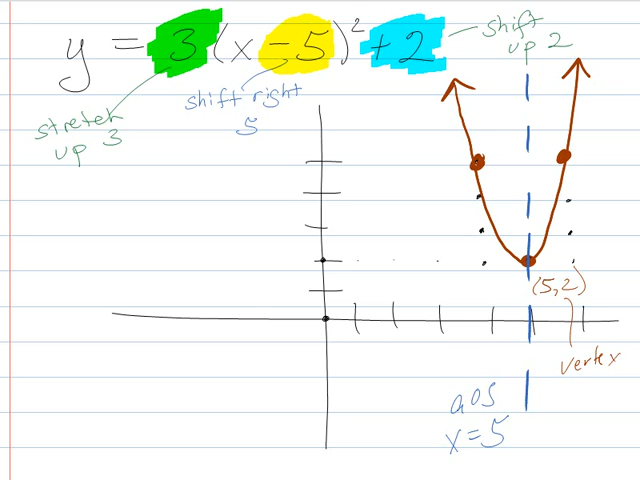 y = 3(x-5)² +2
shift
up 2
shift right
5
stretch
up 3
(5,2)
vertex
aos
x=5